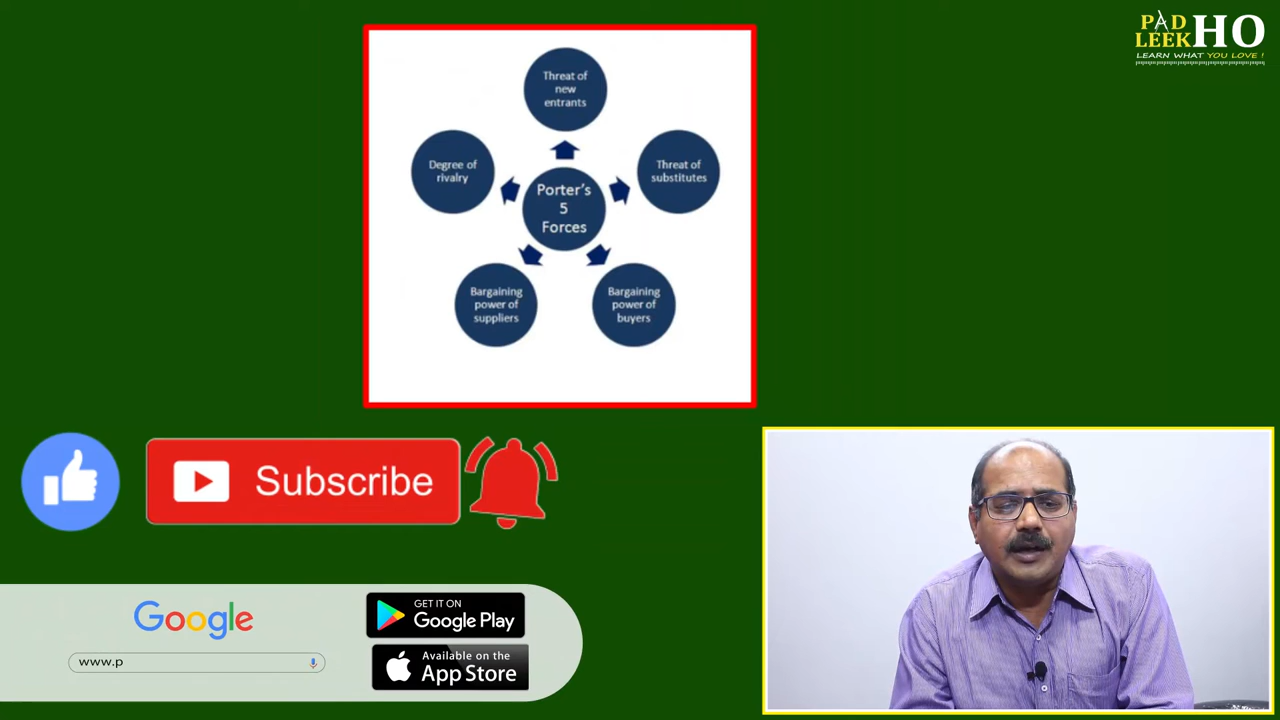 PAD
LEEK HO
LEARN WHAT YOU LOVE !
Threat of
new
entrants
Degree of
rivalry
Threat of
substitutes
Porter's
5
Forces
Bargaining
power of
suppliers
Bargaining
power of
buyers
Subscribe
Google
www.p
GET IT ON
Google Play
Available on the
App Store